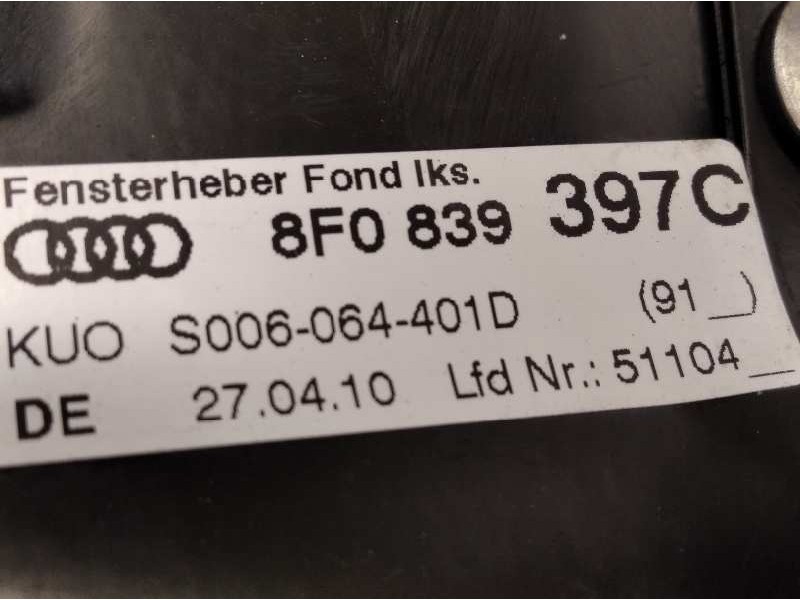 Fensterheber Fond lks.
8F0 839 397C
KUO S006-064-401D (91__)
DE 27.04.10 Lfd Nr.: 51104__